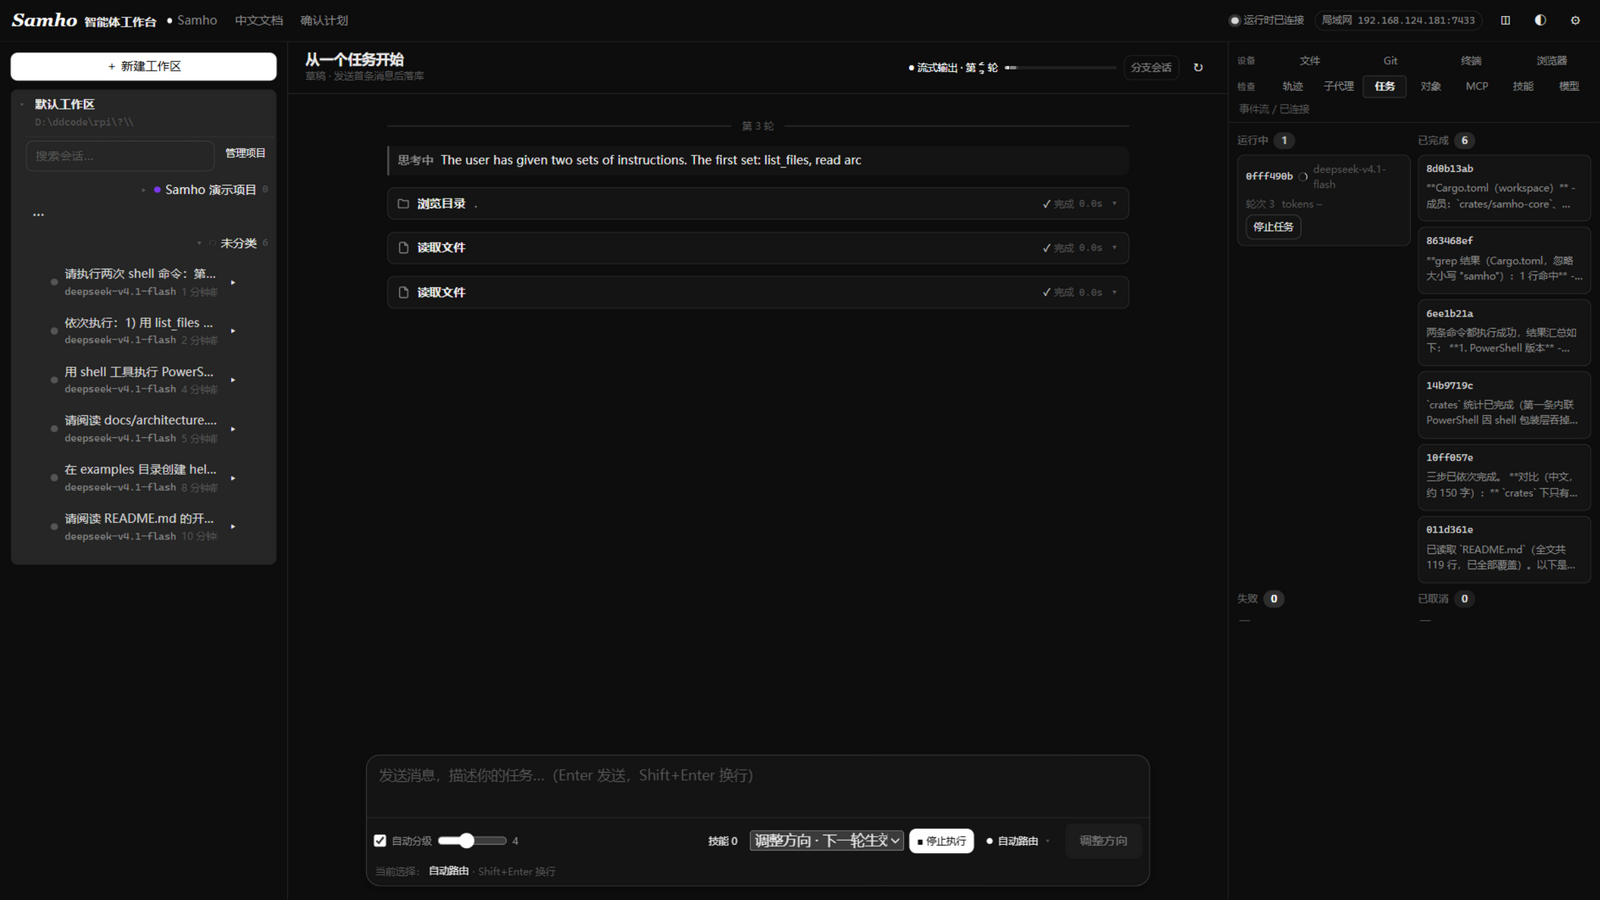 Samho 智能体工作台 Samho 中文文档 确认计划
运行时已连接 局域网 192.168.124.181:7433
+ 新建工作区
默认工作区
D:\ddcode\rpi\?\\
搜索会话...
管理项目
Samho 演示项目 0
...
未分类 6
请执行两次 shell 命令：第...
deepseek-v4.1-flash 1 分钟前
依次执行：1) 用 list_files ...
deepseek-v4.1-flash 2 分钟前
用 shell 工具执行 PowerS...
deepseek-v4.1-flash 4 分钟前
请阅读 docs/architecture....
deepseek-v4.1-flash 5 分钟前
在 examples 目录创建 hel...
deepseek-v4.1-flash 8 分钟前
请阅读 README.md 的开...
deepseek-v4.1-flash 10 分钟
从一个任务开始
草稿 · 发送首条消息后落库
流式输出 · 第 轮
分支会话
第 3 轮
思考中 The user has given two sets of instructions. The first set: list_files, read arc
浏览目录 . ✓ 完成 0.0s
读取文件 ✓ 完成 0.0s
读取文件 ✓ 完成 0.0s
发送消息，描述你的任务...（Enter 发送，Shift+Enter 换行）
自动分级 4
技能 0 调整方向 · 下一轮生效 停止执行 自动路由 调整方向
当前选择： 自动路由 · Shift+Enter 换行
设备 文件 Git 终端 浏览器
检查 轨迹 子代理 任务 对象 MCP 技能 模型
事件流 / 已连接
运行中 1
0fff490b deepseek-v4.1-
flash
轮次 3 tokens –
停止任务
已完成 6
8d0b13ab
**Cargo.toml（workspace）** -
成员：`crates/samho-core`、...
863468ef
**grep 结果（Cargo.toml，忽略
大小写 "samho"）：1 行命中** -...
6ee1b21a
两条命令都执行成功，结果汇总如
下： **1. PowerShell 版本** -...
14b9719c
`crates` 统计已完成（第一条内联
PowerShell 因 shell 包装层吞掉...
10ff057e
三步已依次完成。 **对比（中文，
约 150 字）：** `crates` 下只有...
011d361e
已读取 `README.md`（全文共
119 行，已全部覆盖）。以下是...
失败 0
—
已取消 0
—